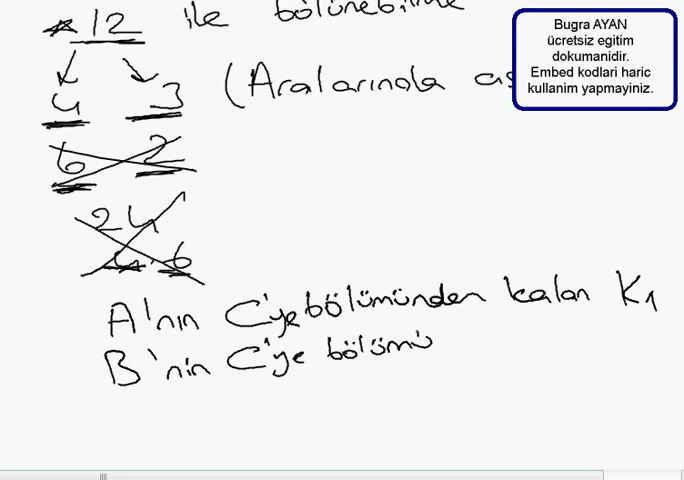 12 ile bölünebilme
4 3 (Aralarında
6 2
24
4 6
A'nın C'ye bölümünden kalan K1
B'nin C'ye bölümü
Bugra AYAN
ücretsiz egitim
dokumanidir.
Embed kodlari haric
kullanim yapmayiniz.